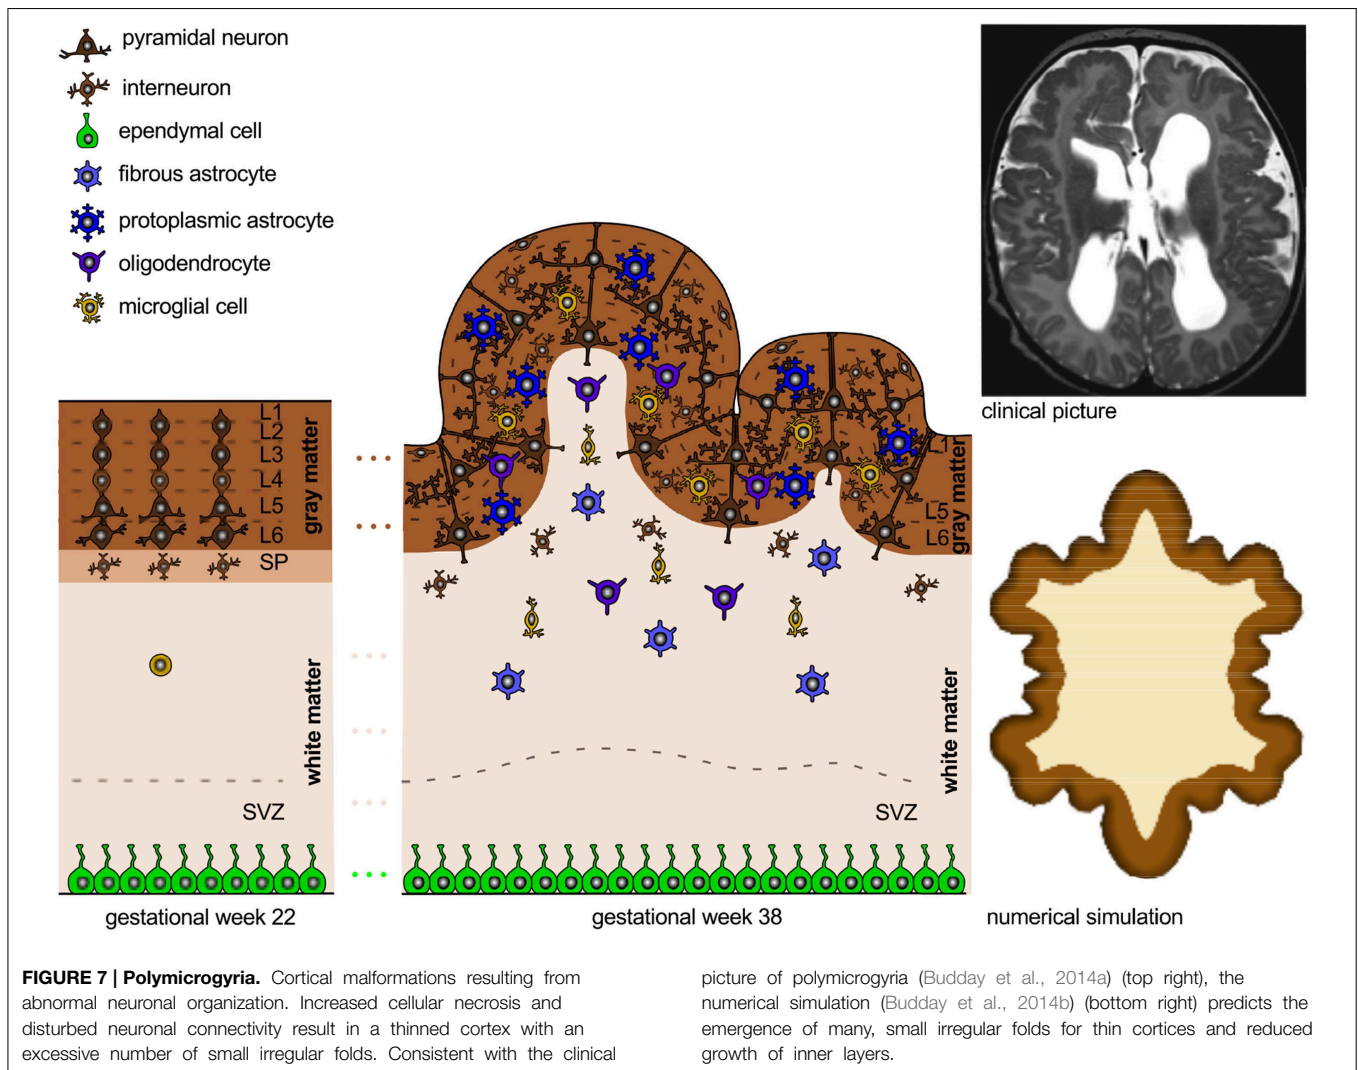 pyramidal neuron
interneuron
ependymal cell
fibrous astrocyte
protoplasmic astrocyte
oligodendrocyte
microglial cell
L1
L2
L3
L4
L5
L6
SP
gray matter
white matter
SVZ
gestational week 22
L1
L5
L6
gray matter
white matter
SVZ
gestational week 38
clinical picture
numerical simulation
FIGURE 7 | Polymicrogyria. Cortical malformations resulting from
abnormal neuronal organization. Increased cellular necrosis and
disturbed neuronal connectivity result in a thinned cortex with an
excessive number of small irregular folds. Consistent with the clinical
picture of polymicrogyria (Budday et al., 2014a) (top right), the
numerical simulation (Budday et al., 2014b) (bottom right) predicts the
emergence of many, small irregular folds for thin cortices and reduced
growth of inner layers.